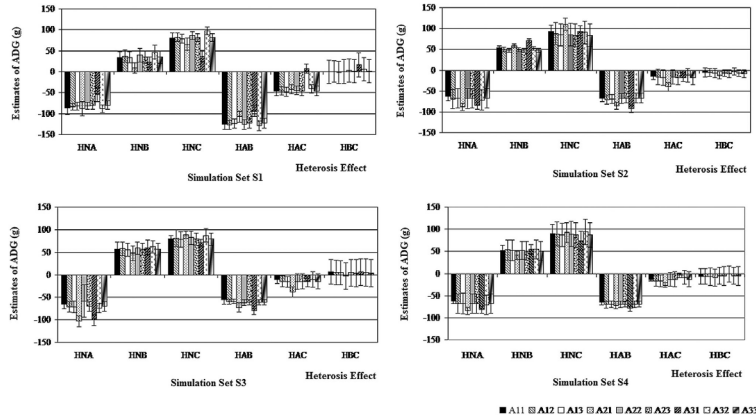 Estimates of ADG (g)
150
100
50
0
-50
-100
-150
HNA HNB HNC HAB HAC HBC
Heterosis Effect
Simulation Set S1
Estimates of ADG (g)
150
100
50
0
-50
-100
-150
HNA HNB HNC HAB HAC HBC
Heterosis Effect
Simulation Set S2
Estimates of ADG (g)
150
100
50
0
-50
-100
-150
HNA HNB HNC HAB HAC HBC
Simulation Set S3
Heterosis Effect
Estimates of ADG (g)
150
100
50
0
-50
-100
-150
HNA HNB HNC HAB HAC HBC
Simulation Set S4
Heterosis Effect
A11 A12 A13 A21 A22 A23 A31 A32 A33